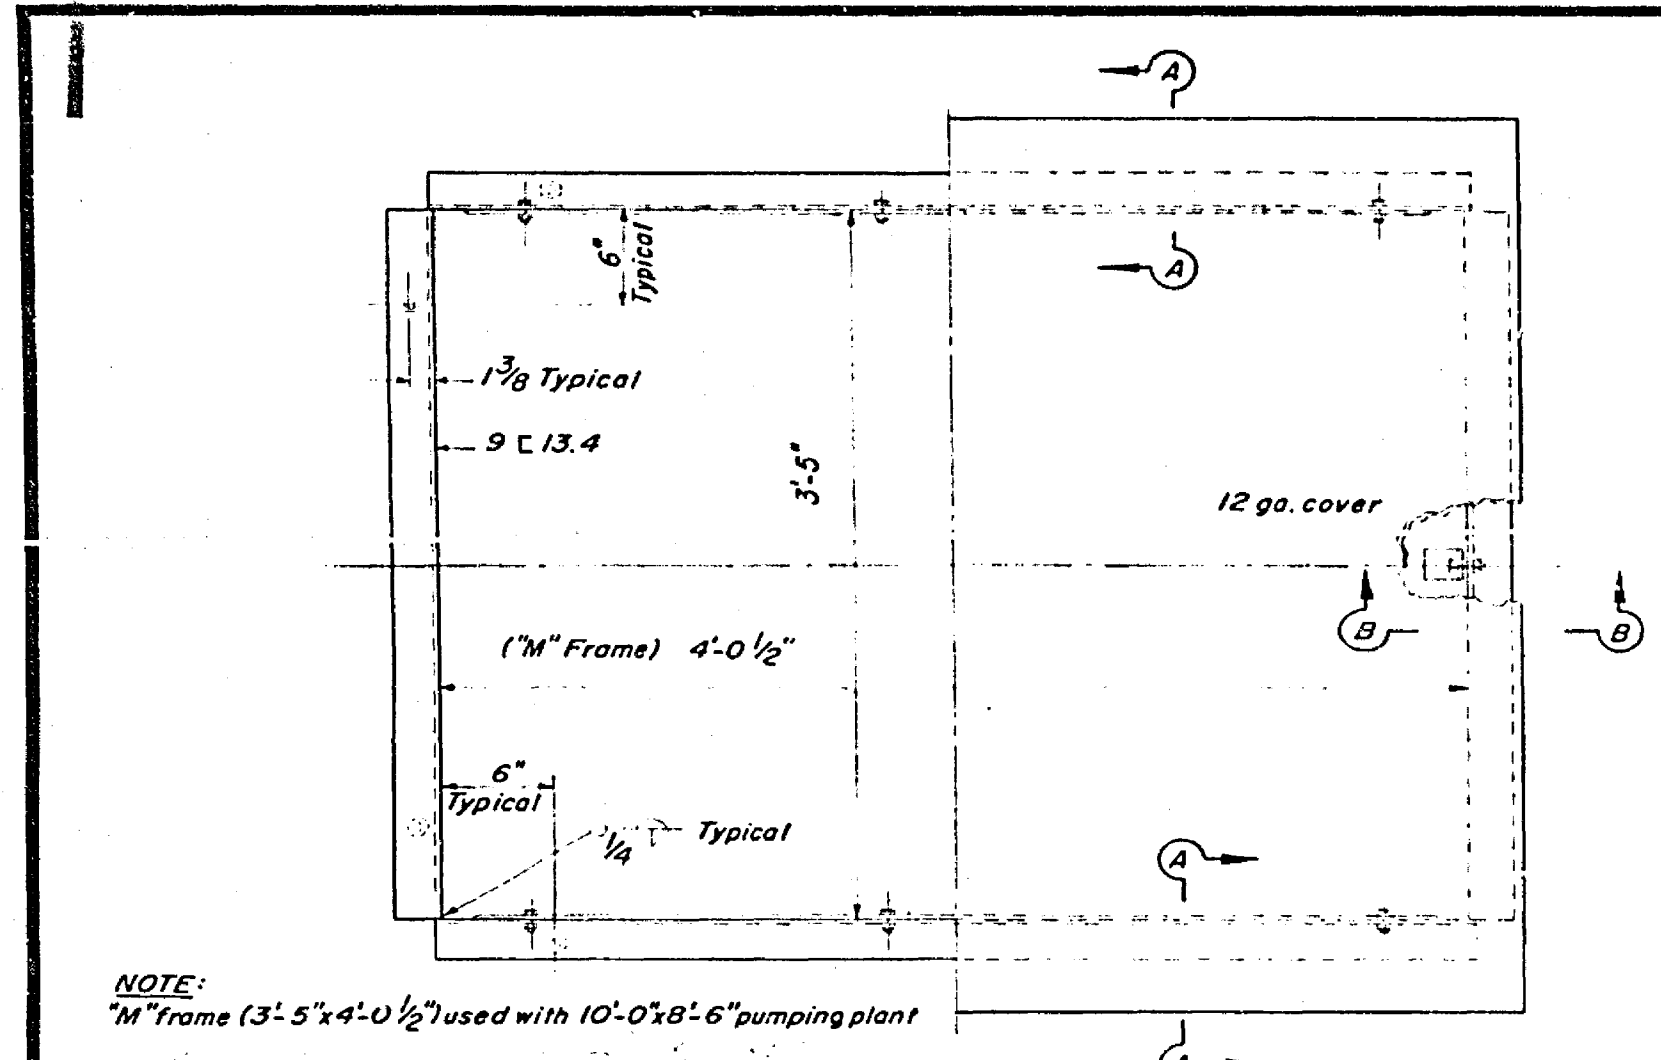 A
A
6"
Typical
1 3/8 Typical
9 ⊏ 13.4
3'-5"
12 ga. cover
B
B
("M" Frame) 4'-0 1/2"
6"
Typical
1/4
Typical
A
NOTE:
"M" frame (3'-5"x4'-0 1/2") used with 10'-0"x8'-6" pumping plant